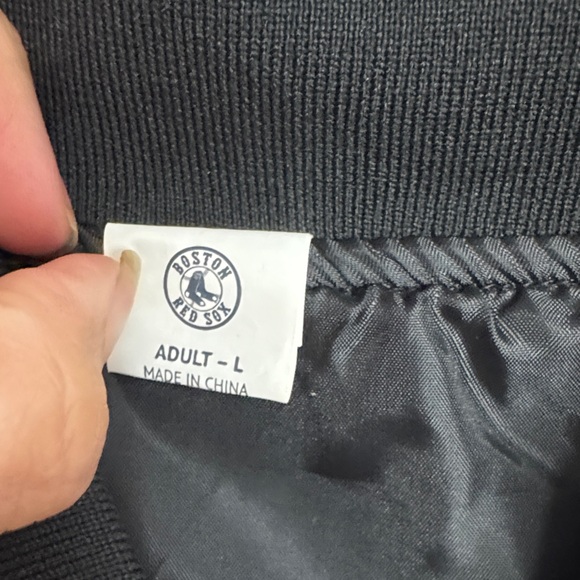 BOSTON
RED SOX
ADULT - L
MADE IN CHINA